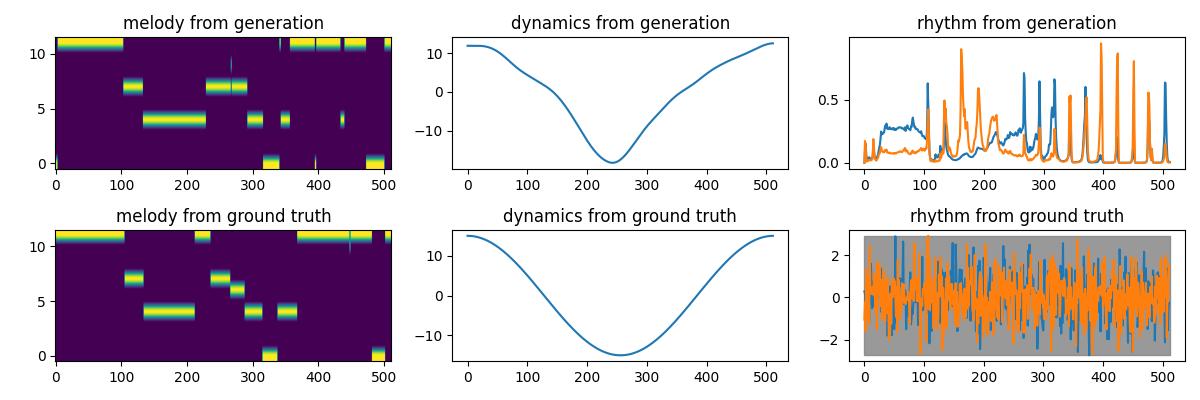 melody from generation
10
5
0
0 100 200 300 400 500
dynamics from generation
10
0
−10
0 100 200 300 400 500
rhythm from generation
0.5
0.0
0 100 200 300 400 500
melody from ground truth
10
5
0
0 100 200 300 400 500
dynamics from ground truth
10
0
−10
0 100 200 300 400 500
rhythm from ground truth
2
0
−2
0 100 200 300 400 500